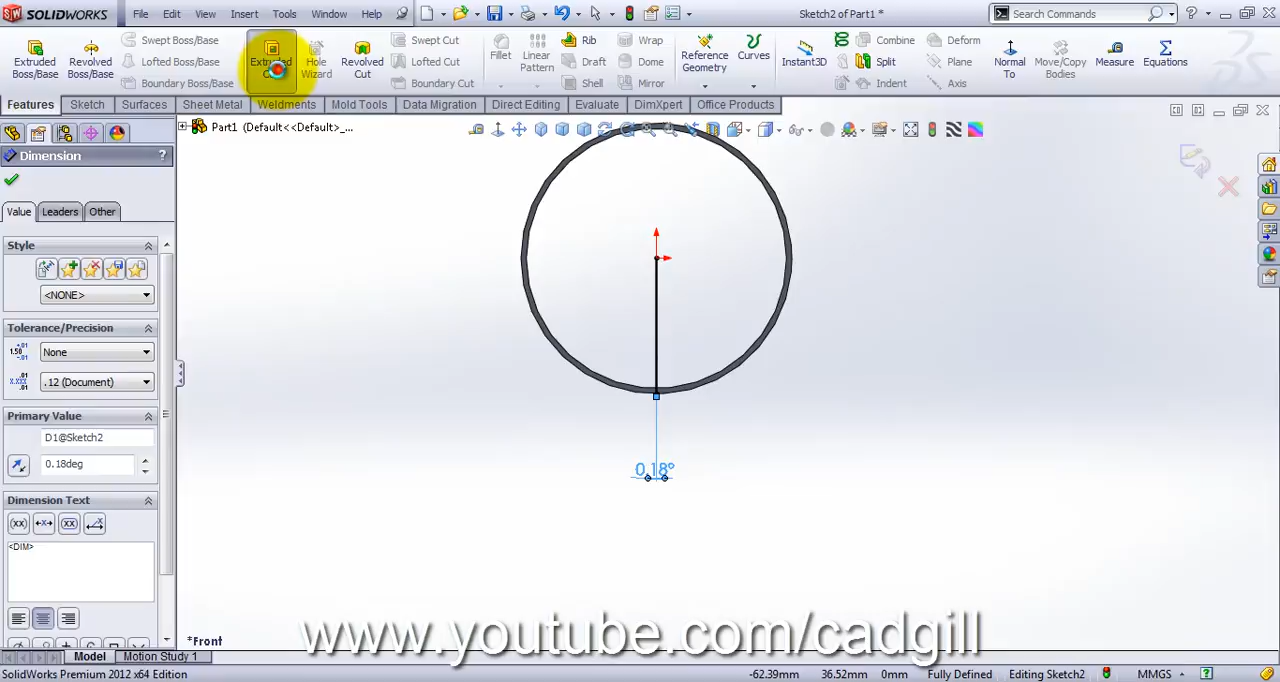 SOLIDWORKS File Edit View Insert Tools Window Help Sketch2 of Part1 * Search Commands
Extruded Boss/Base Revolved Boss/Base Swept Boss/Base Lofted Boss/Base Boundary Boss/Base Extruded Hole Wizard Revolved Cut Swept Cut Lofted Cut Boundary Cut Fillet Linear Pattern Rib Draft Shell Wrap Dome Mirror Reference Geometry Curves Instant3D Combine Split Indent Deform Plane Axis Normal To Move/Copy Bodies Measure Equations
Features Sketch Surfaces Sheet Metal Weldments Mold Tools Data Migration Direct Editing Evaluate DimXpert Office Products
Part1 (Default<<Default>_...
Dimension ?
Value Leaders Other
Style
<NONE>
Tolerance/Precision
None
.12 (Document)
Primary Value
D1@Sketch2
0.18deg
0.18°
Dimension Text
(xx) (xx)
<DIM>
*Front
www.youtube.com/cadgill
Model Motion Study 1
SolidWorks Premium 2012 x64 Edition -62.39mm 36.52mm 0mm Fully Defined Editing Sketch2 MMGS ?